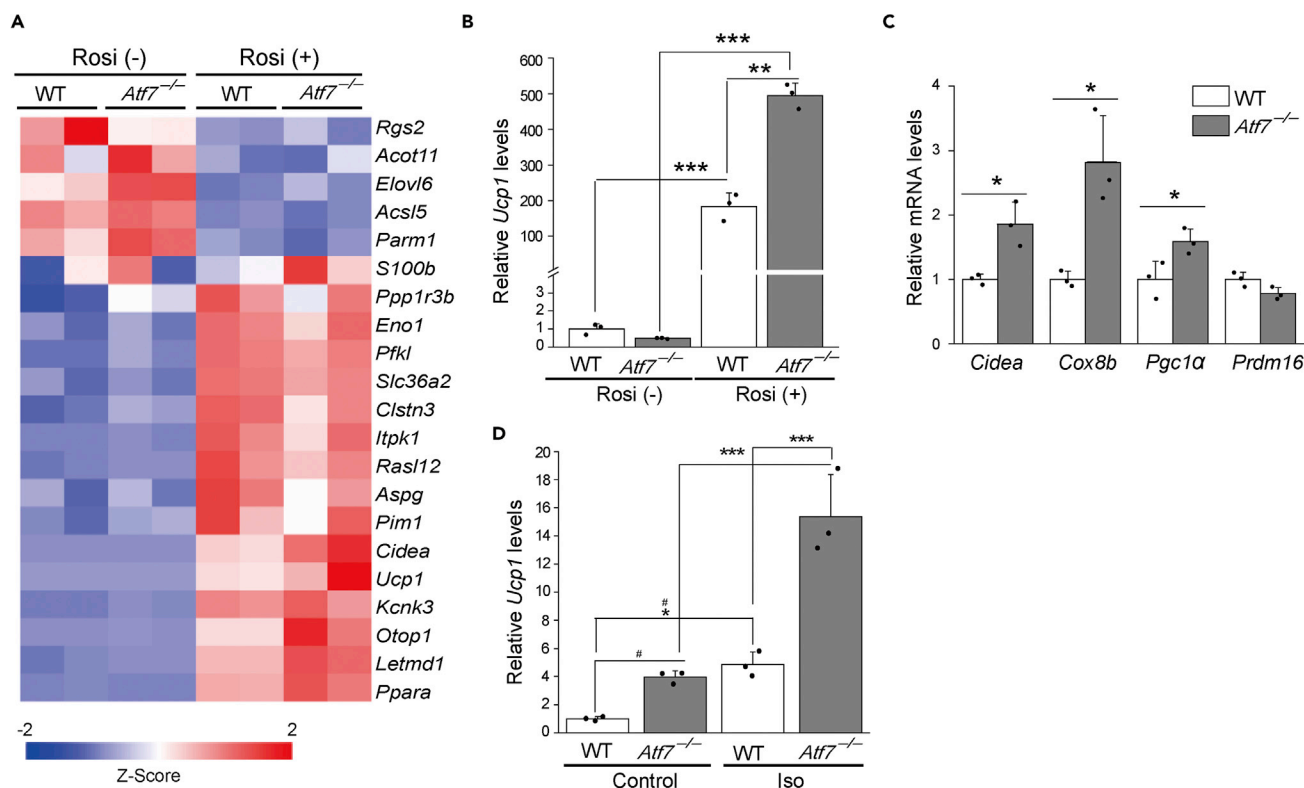 A
Rosi (-) Rosi (+)
WT Atf7−/− WT Atf7−/−
Rgs2
Acot11
Elovl6
Acsl5
Parm1
S100b
Ppp1r3b
Eno1
Pfkl
Slc36a2
Clstn3
Itpk1
Rasl12
Aspg
Pim1
Cidea
Ucp1
Kcnk3
Otop1
Letmd1
Ppara
-2 2
Z-Score
B
Relative Ucp1 levels
600
500
400
300
200
100
3
2
1
0
***
**
***
WT Atf7−/− WT Atf7−/−
Rosi (-) Rosi (+)
C
Relative mRNA levels
4
3
2
1
0
* * *
WT
Atf7−/−
Cidea Cox8b Pgc1α Prdm16
D
Relative Ucp1 levels
20
18
16
14
12
10
8
6
4
2
0
***
***
#
*
#
WT Atf7−/− WT Atf7−/−
Control Iso